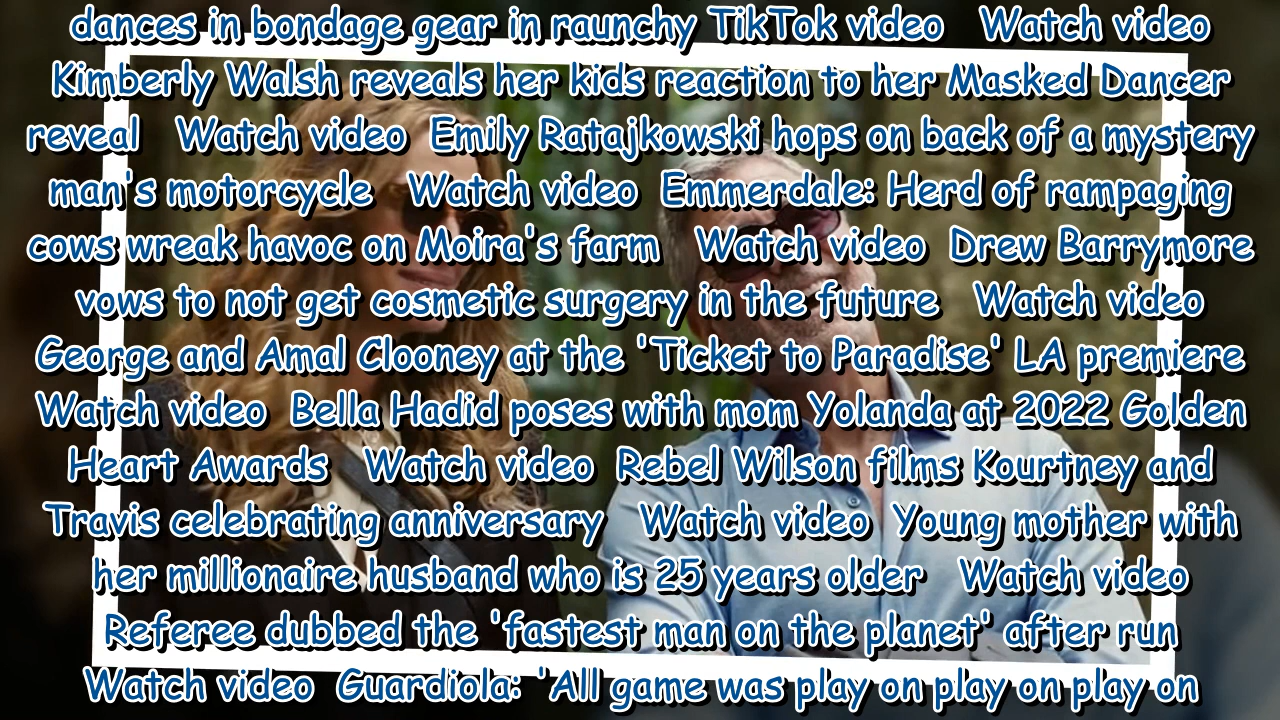 dances in bondage gear in raunchy TikTok video Watch video
Kimberly Walsh reveals her kids reaction to her Masked Dancer
reveal Watch video Emily Ratajkowski hops on back of a mystery
man's motorcycle Watch video Emmerdale: Herd of rampaging
cows wreak havoc on Moira's farm Watch video Drew Barrymore
vows to not get cosmetic surgery in the future Watch video
George and Amal Clooney at the 'Ticket to Paradise' LA premiere
Watch video Bella Hadid poses with mom Yolanda at 2022 Golden
Heart Awards Watch video Rebel Wilson films Kourtney and
Travis celebrating anniversary Watch video Young mother with
her millionaire husband who is 25 years older Watch video
Referee dubbed the 'fastest man on the planet' after run
Watch video Guardiola: 'All game was play on play on play on